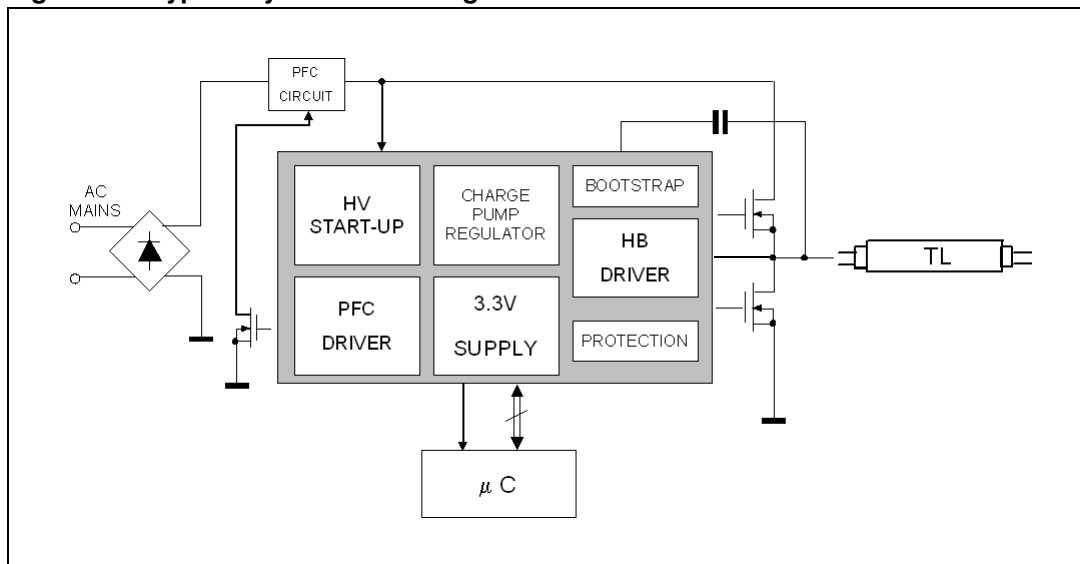 PFC
CIRCUIT
AC
MAINS
HV
START-UP
CHARGE
PUMP
REGULATOR
BOOTSTRAP
HB
DRIVER
TL
PFC
DRIVER
3.3V
SUPPLY
PROTECTION
μ C